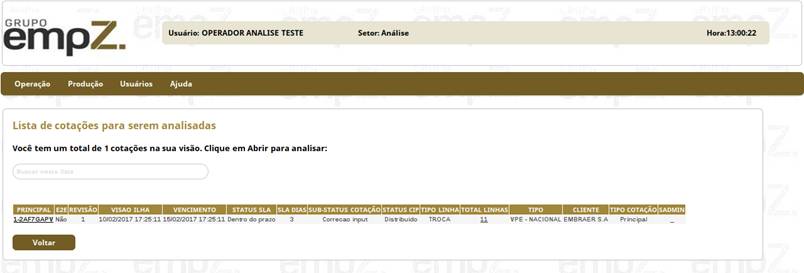 GRUPO
empZ.
Usuário: OPERADOR ANALISE TESTE Setor: Análise Hora:13:00:22
Operação Produção Usuários Ajuda
Lista de cotações para serem analisadas
Você tem um total de 1 cotações na sua visão. Clique em Abrir para analisar:
Buscar nesta lista
PRINCIPAL E2E REVISÃO VISAO ILHA VENCIMENTO STATUS SLA SLA DIAS SUB-STATUS COTAÇÃO STATUS CIP TIPO LINHA TOTAL LINHAS TIPO CLIENTE TIPO COTAÇÃO SADMIN
1-2AF7GAPV Não 1 10/02/2017 17:25:11 15/02/2017 17:25:11 Dentro do prazo 3 Correcao input Distribuido TROCA 11 VPE - NACIONAL EMBRAER S.A Principal _
Voltar